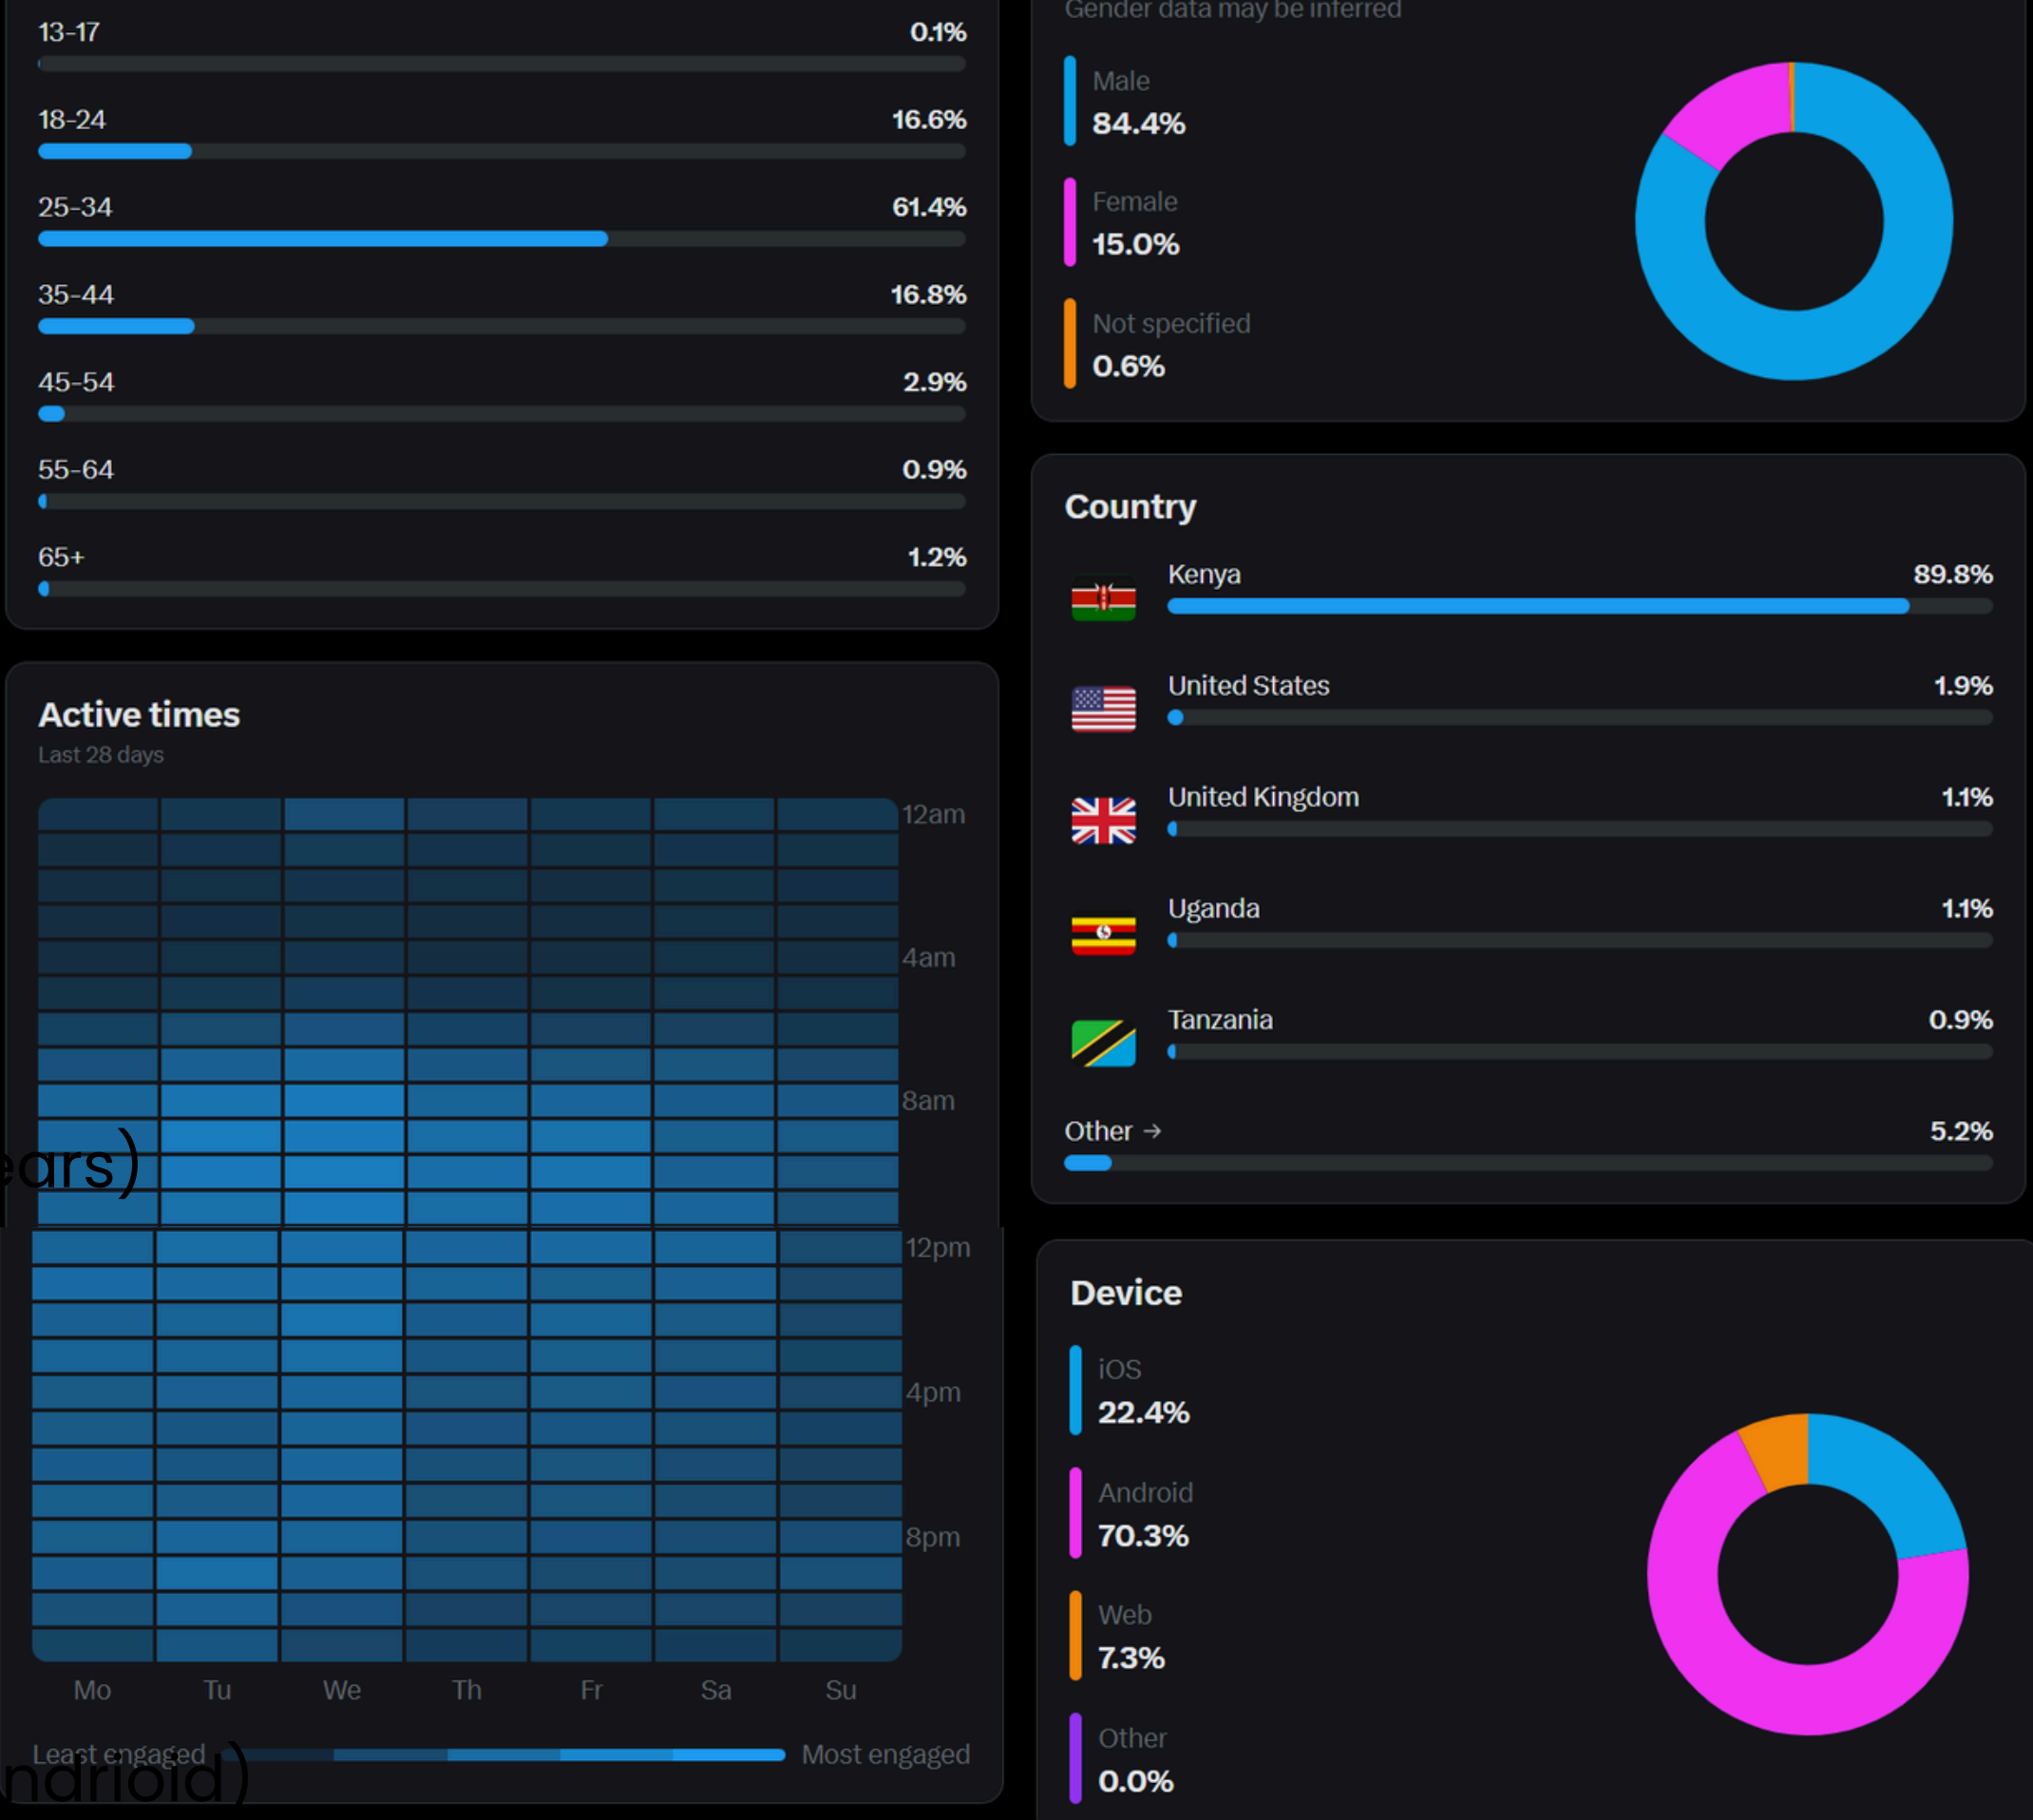 13-17 0.1%
18-24 16.6%
25-34 61.4%
35-44 16.8%
45-54 2.9%
55-64 0.9%
65+ 1.2%
Active times
Last 28 days
12am
4am
8am
ears)
12pm
4pm
8pm
Mo Tu We Th Fr Sa Su
Least engaged Most engaged
ndrioid)
Gender data may be inferred
Male
84.4%
Female
15.0%
Not specified
0.6%
Country
Kenya 89.8%
United States 1.9%
United Kingdom 1.1%
Uganda 1.1%
Tanzania 0.9%
Other → 5.2%
Device
iOS
22.4%
Android
70.3%
Web
7.3%
Other
0.0%